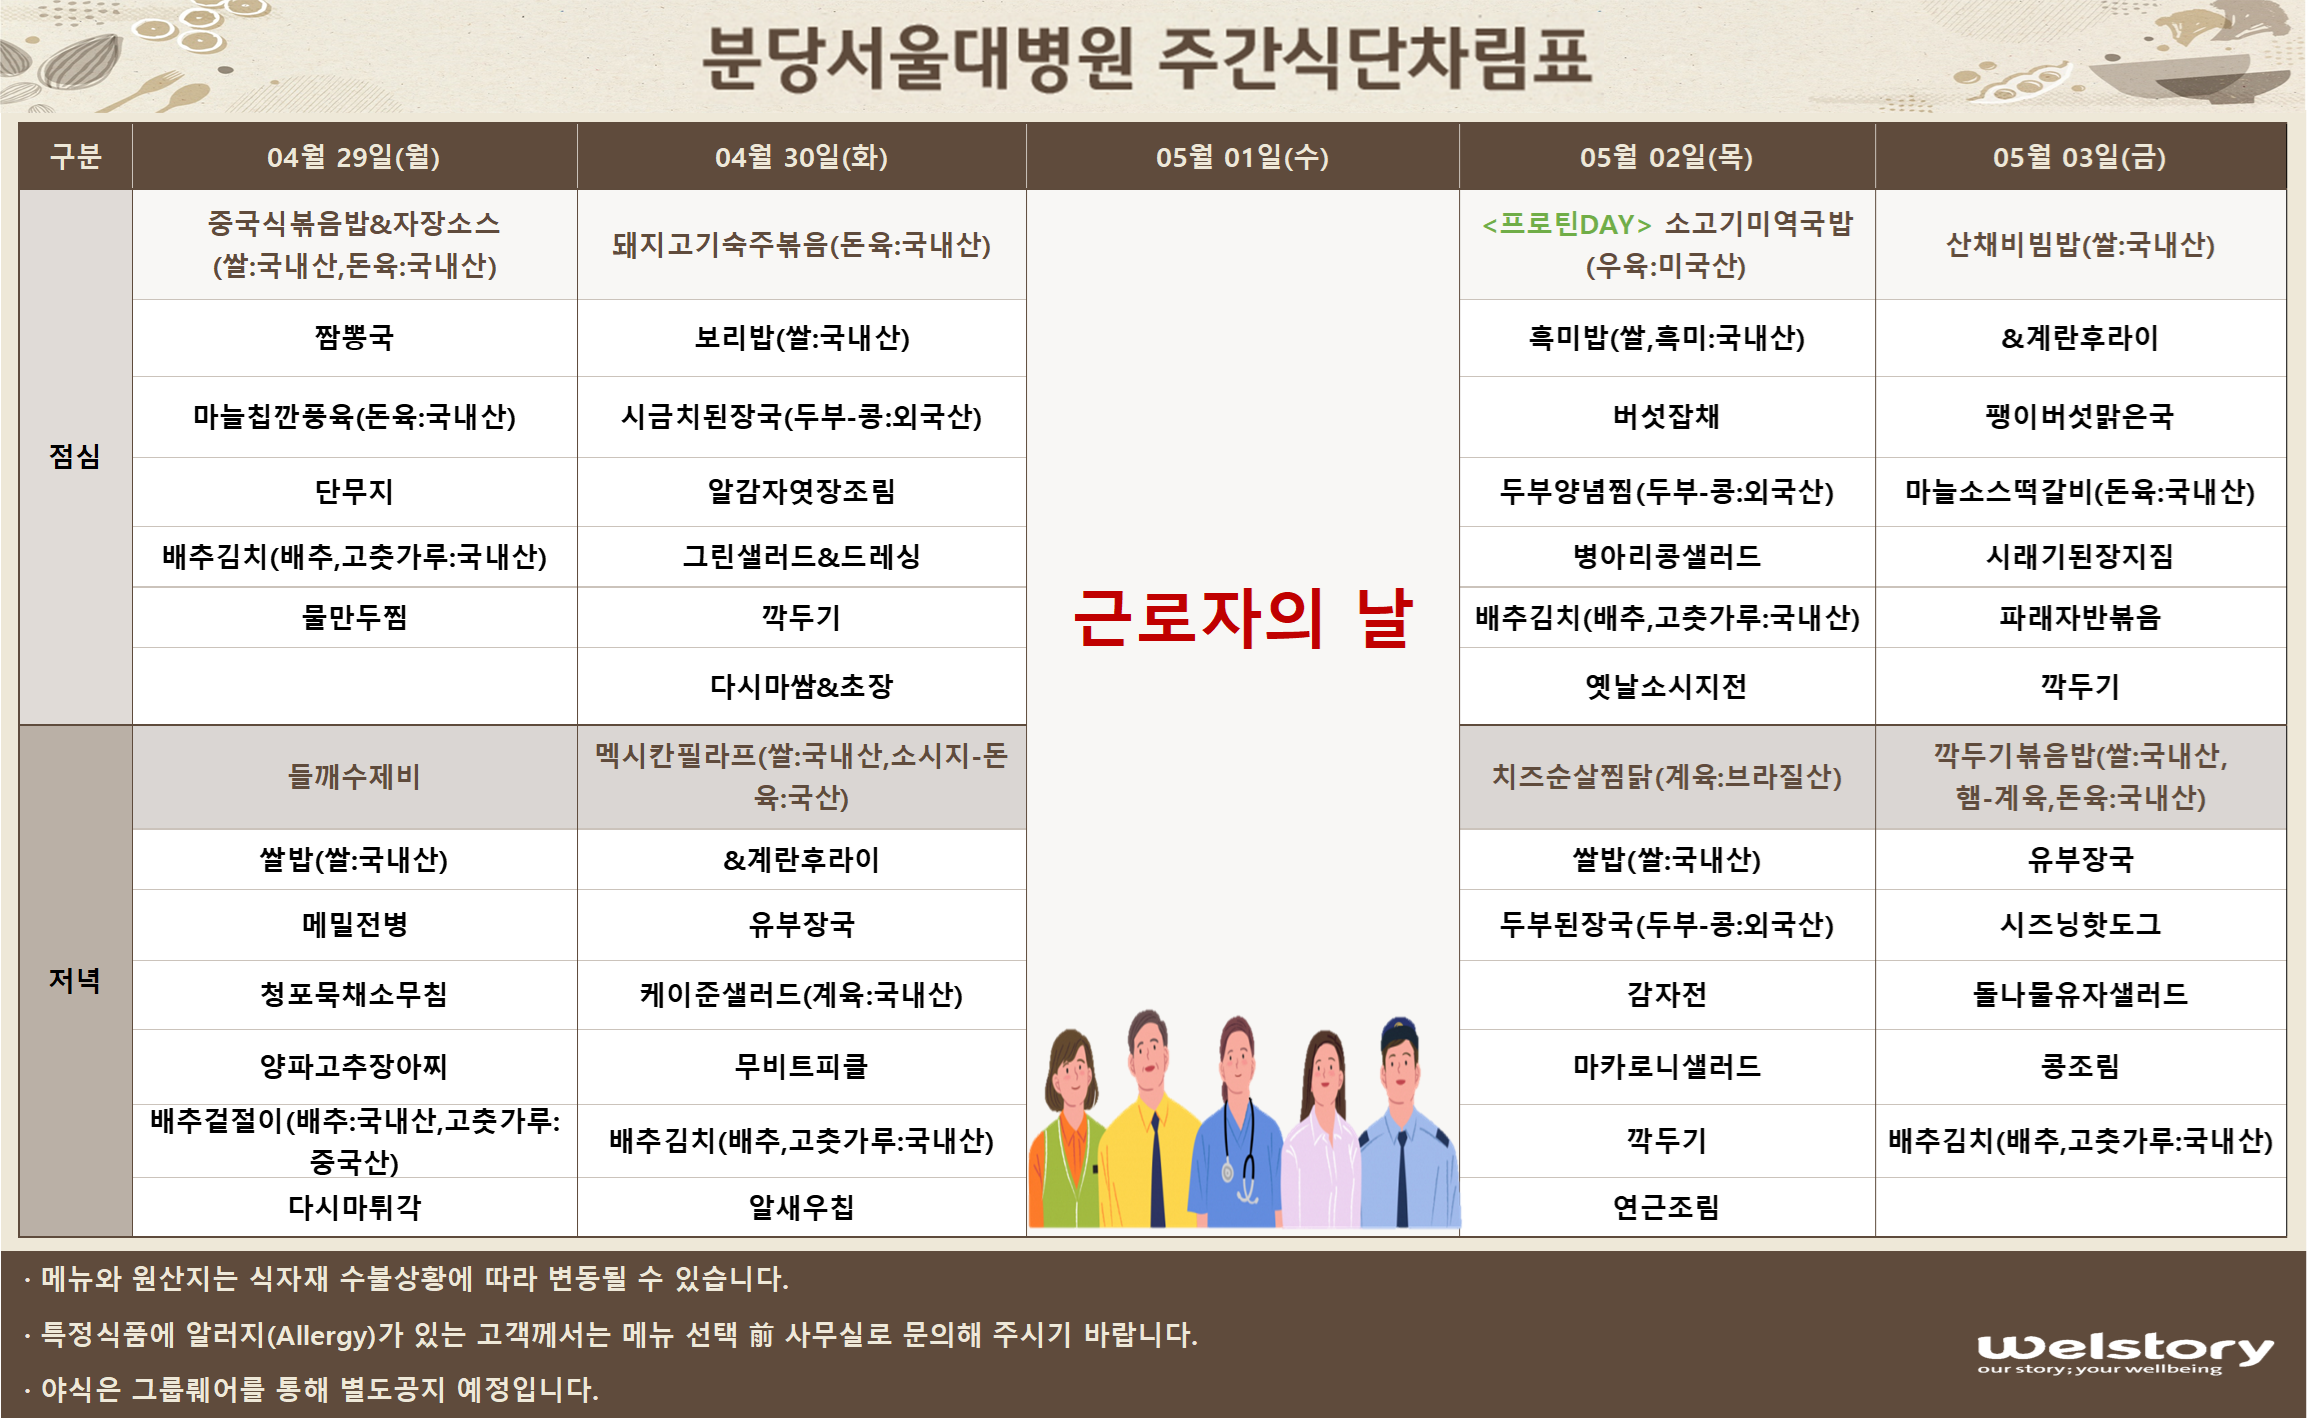 분당서울대병원 주간식단차림표
구분 04월 29일(월) 04월 30일(화) 05월 01일(수) 05월 02일(목) 05월 03일(금)
점심
중국식볶음밥&자장소스
(쌀:국내산,돈육:국내산)
돼지고기숙주볶음(돈육:국내산)
<프로틴DAY> 소고기미역국밥
(우육:미국산)
산채비빔밥(쌀:국내산)
짬뽕국 보리밥(쌀:국내산) 흑미밥(쌀,흑미:국내산) &계란후라이
마늘칩깐풍육(돈육:국내산) 시금치된장국(두부-콩:외국산) 버섯잡채 팽이버섯맑은국
단무지 알감자엿장조림 두부양념찜(두부-콩:외국산) 마늘소스떡갈비(돈육:국내산)
배추김치(배추,고춧가루:국내산) 그린샐러드&드레싱 병아리콩샐러드 시래기된장지짐
물만두찜 깍두기 배추김치(배추,고춧가루:국내산) 파래자반볶음
다시마쌈&초장 옛날소시지전 깍두기
근로자의 날
저녁
들깨수제비
멕시칸필라프(쌀:국내산,소시지-돈
육:국산)
치즈순살찜닭(계육:브라질산)
깍두기볶음밥(쌀:국내산,
햄-계육,돈육:국내산)
쌀밥(쌀:국내산) &계란후라이 쌀밥(쌀:국내산) 유부장국
메밀전병 유부장국 두부된장국(두부-콩:외국산) 시즈닝핫도그
청포묵채소무침 케이준샐러드(계육:국내산) 감자전 돌나물유자샐러드
양파고추장아찌 무비트피클 마카로니샐러드 콩조림
배추겉절이(배추:국내산,고춧가루:
중국산)
배추김치(배추,고춧가루:국내산) 깍두기 배추김치(배추,고춧가루:국내산)
다시마튀각 알새우칩 연근조림
· 메뉴와 원산지는 식자재 수불상황에 따라 변동될 수 있습니다.
· 특정식품에 알러지(Allergy)가 있는 고객께서는 메뉴 선택 前 사무실로 문의해 주시기 바랍니다.
· 야식은 그룹뤠어를 통해 별도공지 예정입니다.
welstory
our story; your wellbeing